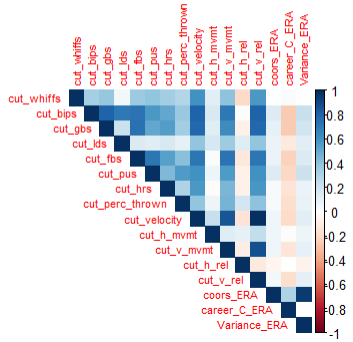 cut_whiffs
cut_bips
cut_gbs
cut_lds
cut_fbs
cut_pus
cut_hrs
cut_perc_thrown
cut_velocity
cut_h_mvmt
cut_v_mvmt
cut_h_rel
cut_v_rel
coors_ERA
career_C_ERA
Variance_ERA
cut_whiffs
cut_bips
cut_gbs
cut_lds
cut_fbs
cut_pus
cut_hrs
cut_perc_thrown
cut_velocity
cut_h_mvmt
cut_v_mvmt
cut_h_rel
cut_v_rel
coors_ERA
career_C_ERA
Variance_ERA
1
0.8
0.6
0.4
0.2
0
-0.2
-0.4
-0.6
-0.8
-1